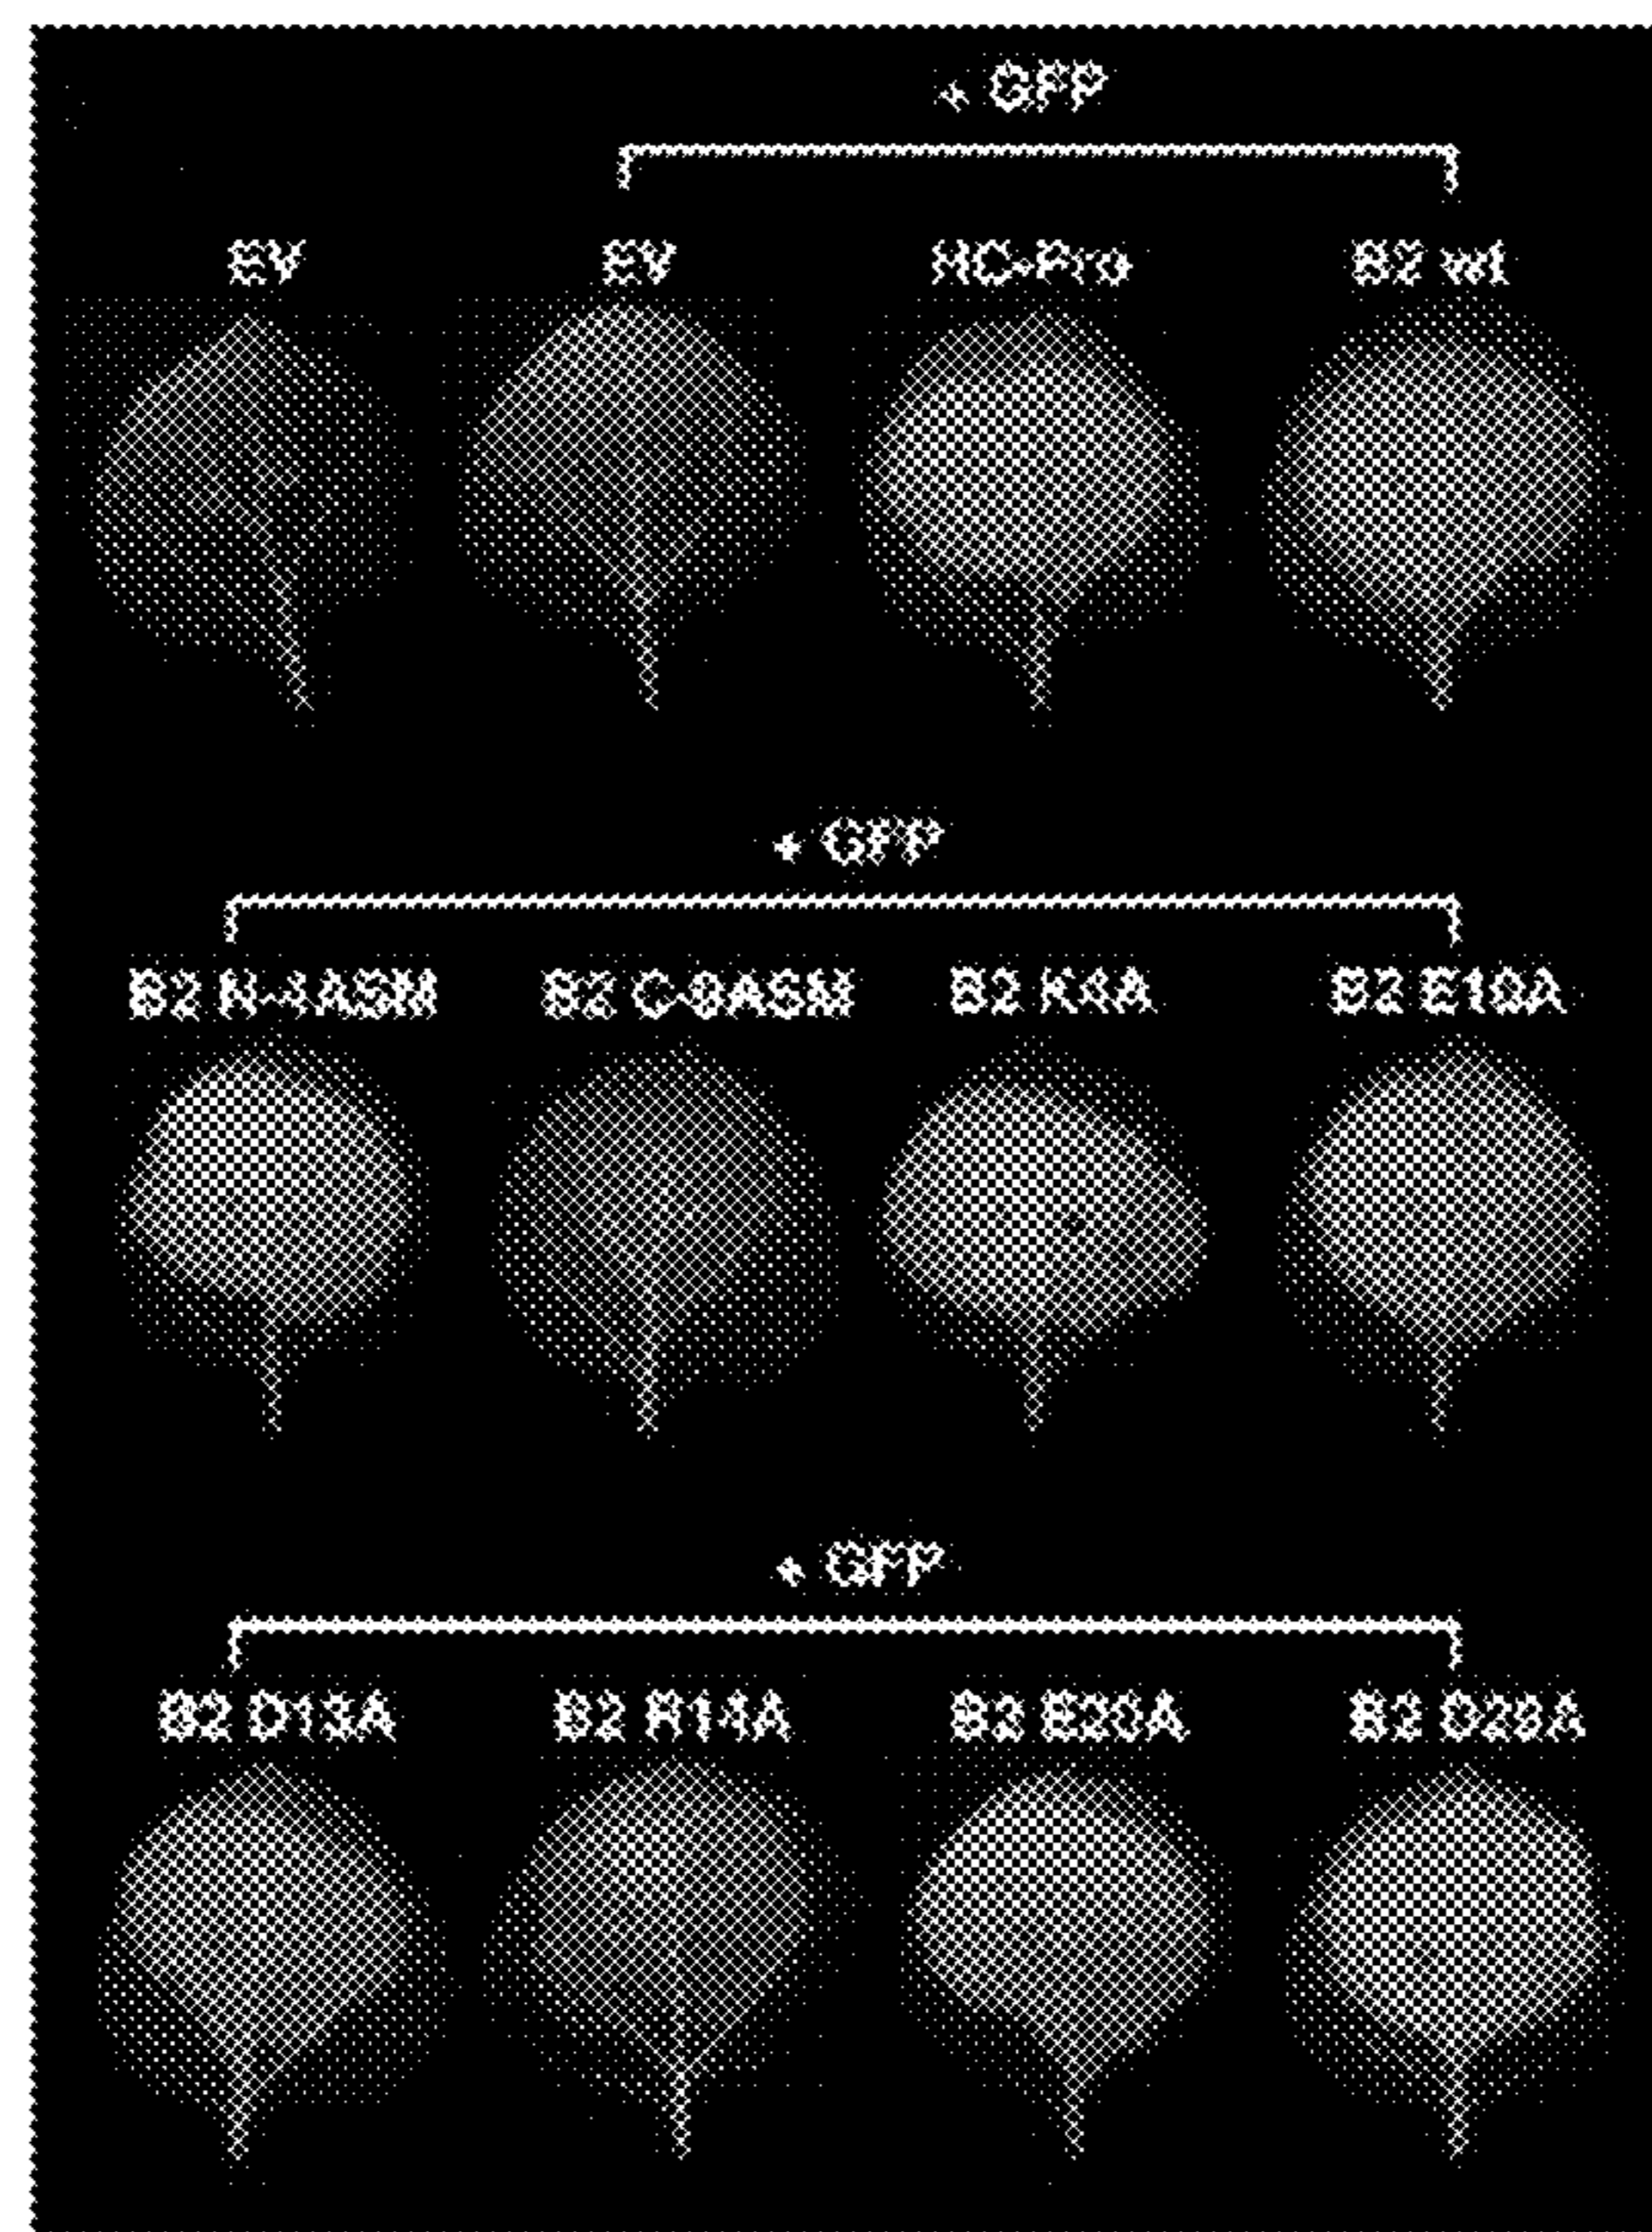 + GFP
EV EV HC-Pro B2 wt
+ GFP
B2 N-4ASM B2 C-9ASM B2 K4A B2 E10A
+ GFP
B2 D13A B2 R14A B2 E20A B2 D28A